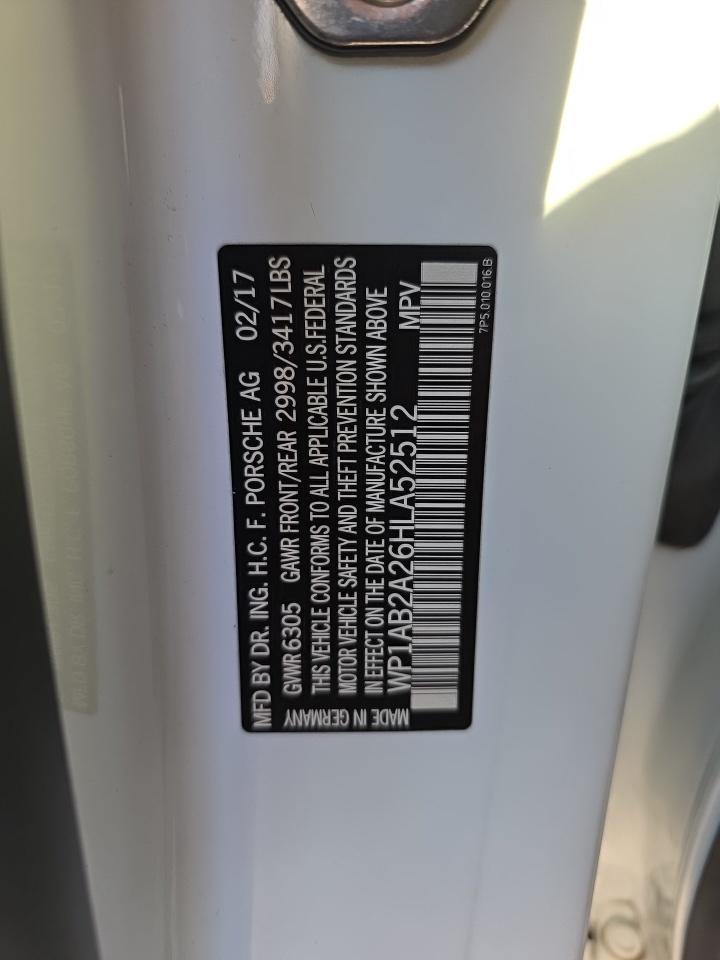 MFD BY DR. ING. H.C. F. PORSCHE AG 02/17
GVWR 6305 GAWR FRONT/REAR 2998/3417 LBS
THIS VEHICLE CONFORMS TO ALL APPLICABLE U.S. FEDERAL
MOTOR VEHICLE SAFETY AND THEFT PREVENTION STANDARDS
IN EFFECT ON THE DATE OF MANUFACTURE SHOWN ABOVE
WP1AB2A26HLA52512 MPV
MADE IN GERMANY
7P5.010.016.B